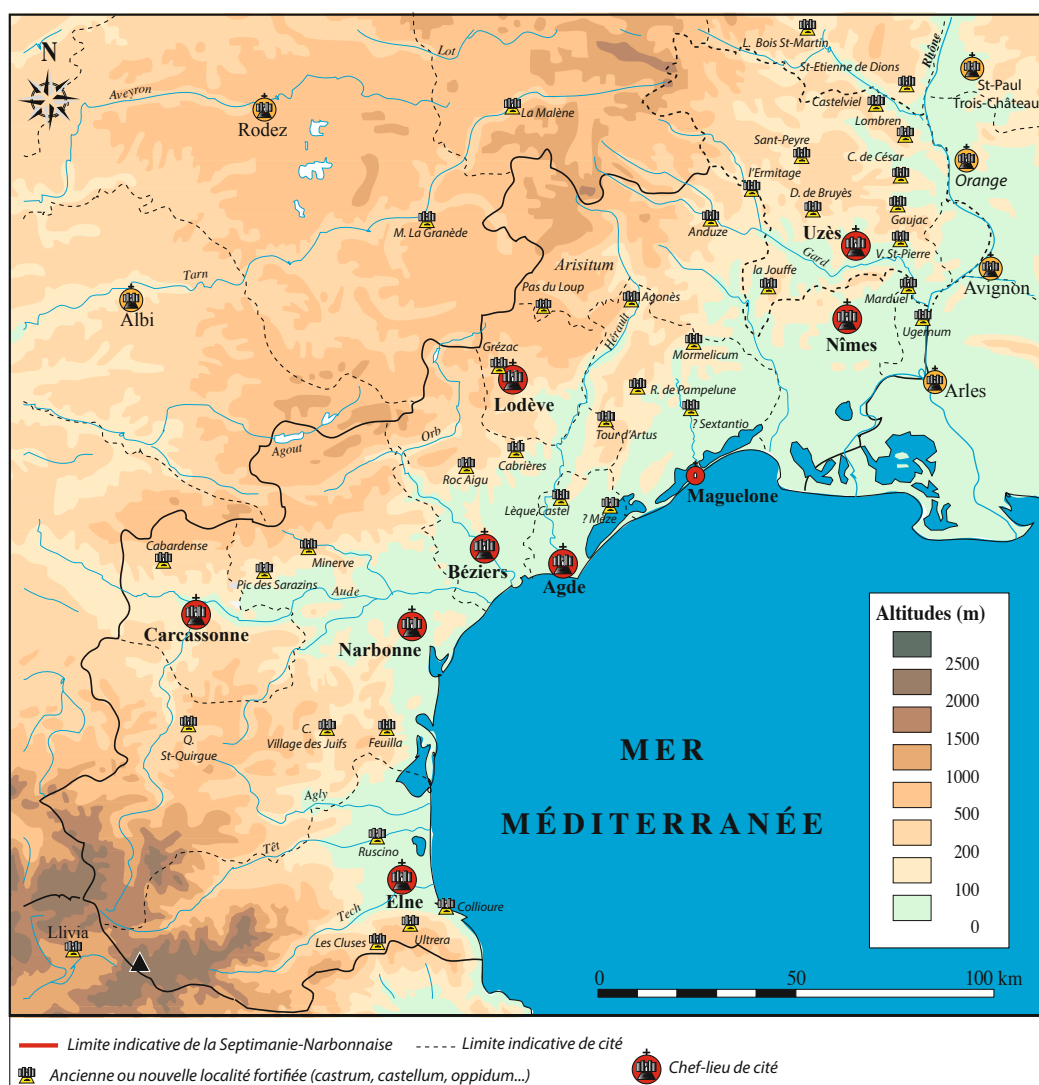 N
Lot
L. Bois St-Martin
Rhône
St-Etienne de Dions
St-Paul
Trois-Château
Aveyron
Rodez
La Malène
Castelviel
Lombren
Sant-Peyre
C. de César
Orange
l'Ermitage
D. de Bruyès
Gaujac
M. La Granède
Anduze
Uzès
V. St-Pierre
Gard
Arisitum
Tarn
Albi
Pas du Loup
Agonès
la Jouffe
Marduel
Avignon
Ugernum
Nîmes
Hérault
Mormelicum
Grézac
Lodève
R. de Pampelune
Arles
? Sextantio
Tour d'Artus
Orb
Agout
Cabrières
Roc Aigu
Maguelone
Lèque Castel
? Mèze
Cabardense
Minerve
Pic des Sarazins
Béziers
Agde
Aude
Carcassonne
Narbonne
Altitudes (m)
2500
2000
1500
1000
500
200
100
0
Q.
St-Quirgue
C.
Village des Juifs
Feuilla
MER
MÉDITERRANÉE
Agly
Têt
Ruscino
Elne
Tech
Collioure
Llivia
Les Cluses
Ultrera
0 50 100 km
Limite indicative de la Septimanie-Narbonnaise
Limite indicative de cité
Ancienne ou nouvelle localité fortifiée (castrum, castellum, oppidum...)
Chef-lieu de cité